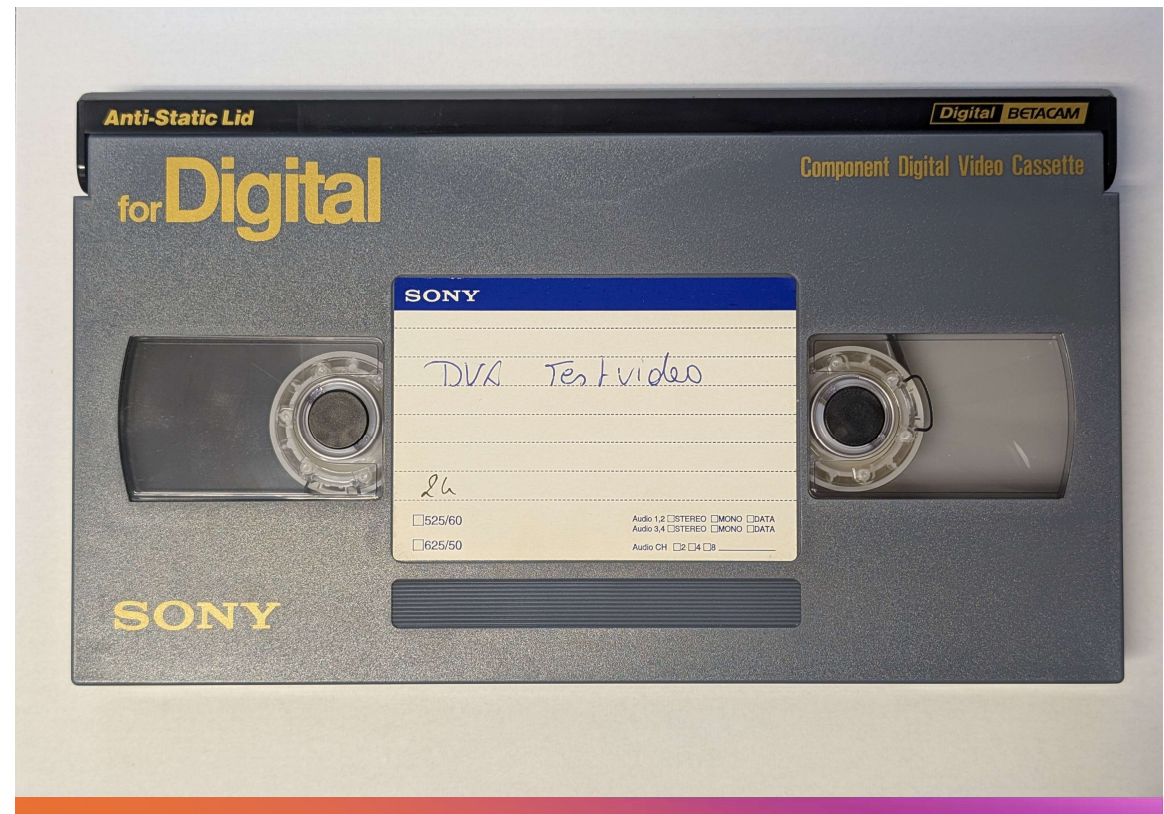 Anti-Static Lid
Digital BETACAM
for Digital
Component Digital Video Cassette
SONY
DVA Testvideo
2h
525/60
625/50
Audio 1,2 STEREO MONO DATA
Audio 3,4 STEREO MONO DATA
Audio CH 2 4 8
SONY